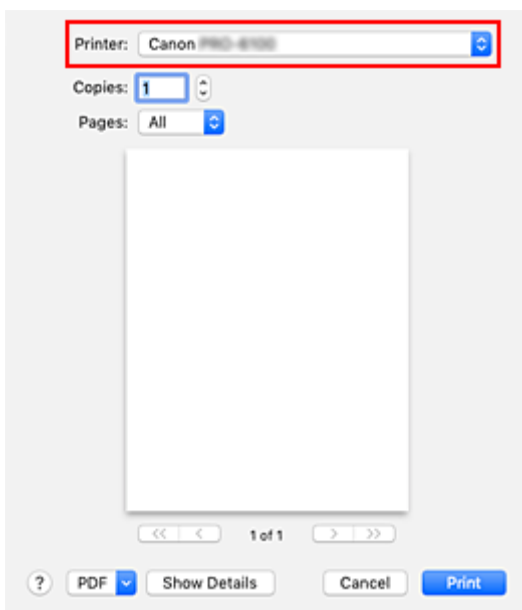 Printer: Canon
Copies: 1
Pages: All
<< < 1 of 1 > >>
? PDF Show Details Cancel Print